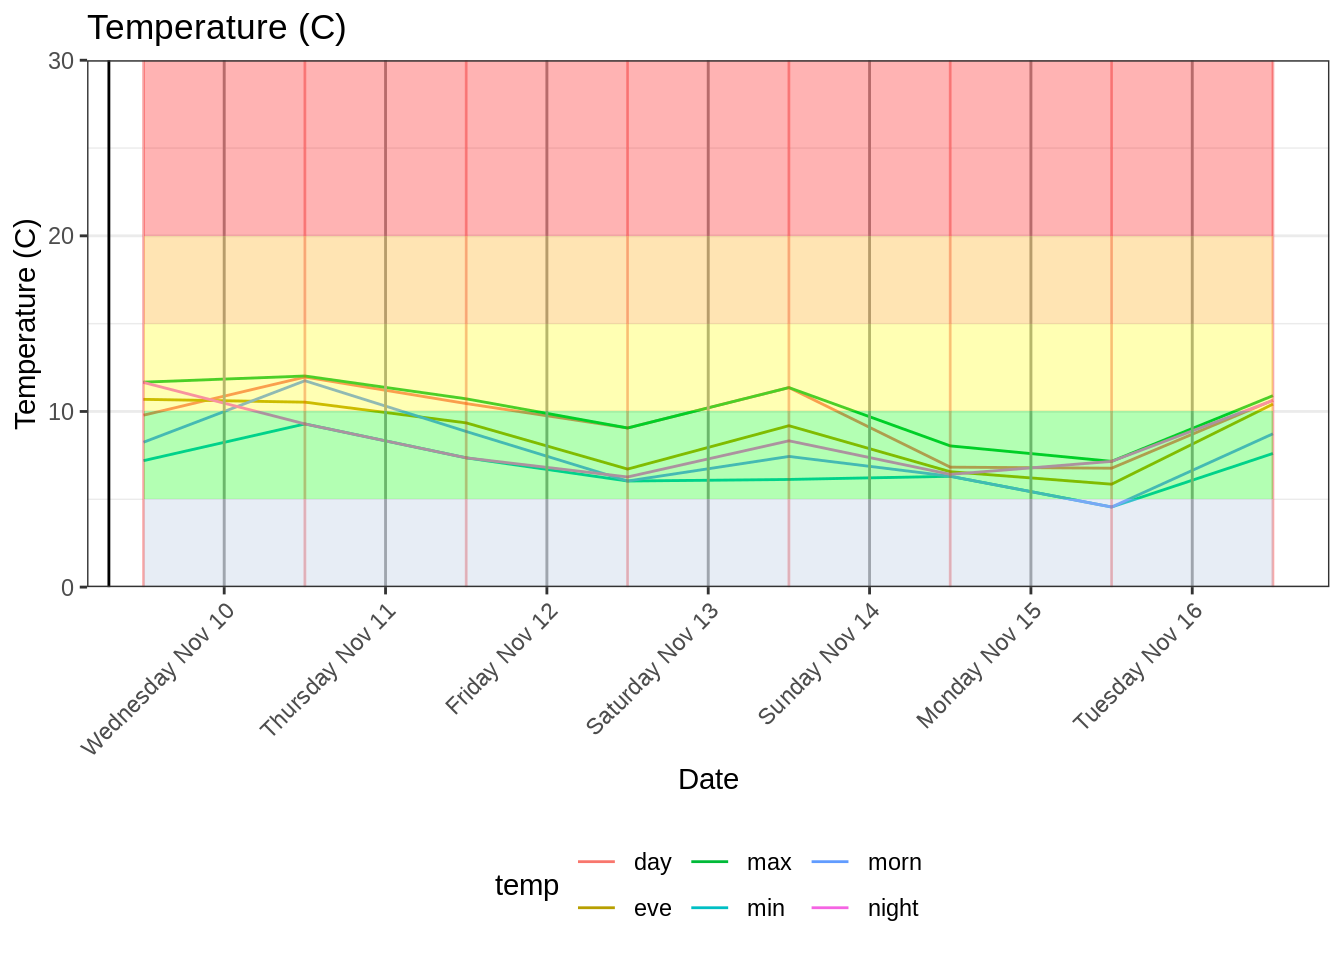 Temperature (C)
Temperature (C)
30
20
10
0
Wednesday Nov 10
Thursday Nov 11
Friday Nov 12
Saturday Nov 13
Sunday Nov 14
Monday Nov 15
Tuesday Nov 16
Date
temp
day
max
morn
eve
min
night